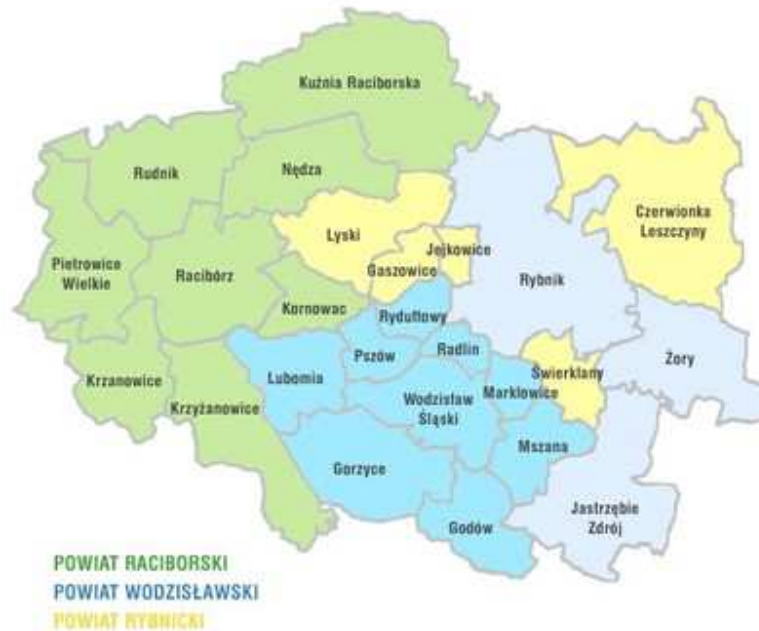 Kuźnia Raciborska
Rudnik
Nędza
Czerwionka
Leszczyny
Lyski
Jejkowice
Pietrowice
Wielkie
Racibórz
Gaszowice
Rybnik
Kornowac
Rydułtowy
Pszów
Radlin
Żory
Lubomia
Świerklany
Krzanowice
Krzyżanowice
Wodzisław
Śląski
Marklowice
Mszana
Gorzyce
Jastrzębie
Zdrój
Godów
POWIAT RACIBORSKI
POWIAT WODZISŁAWSKI
POWIAT RYBNICKI